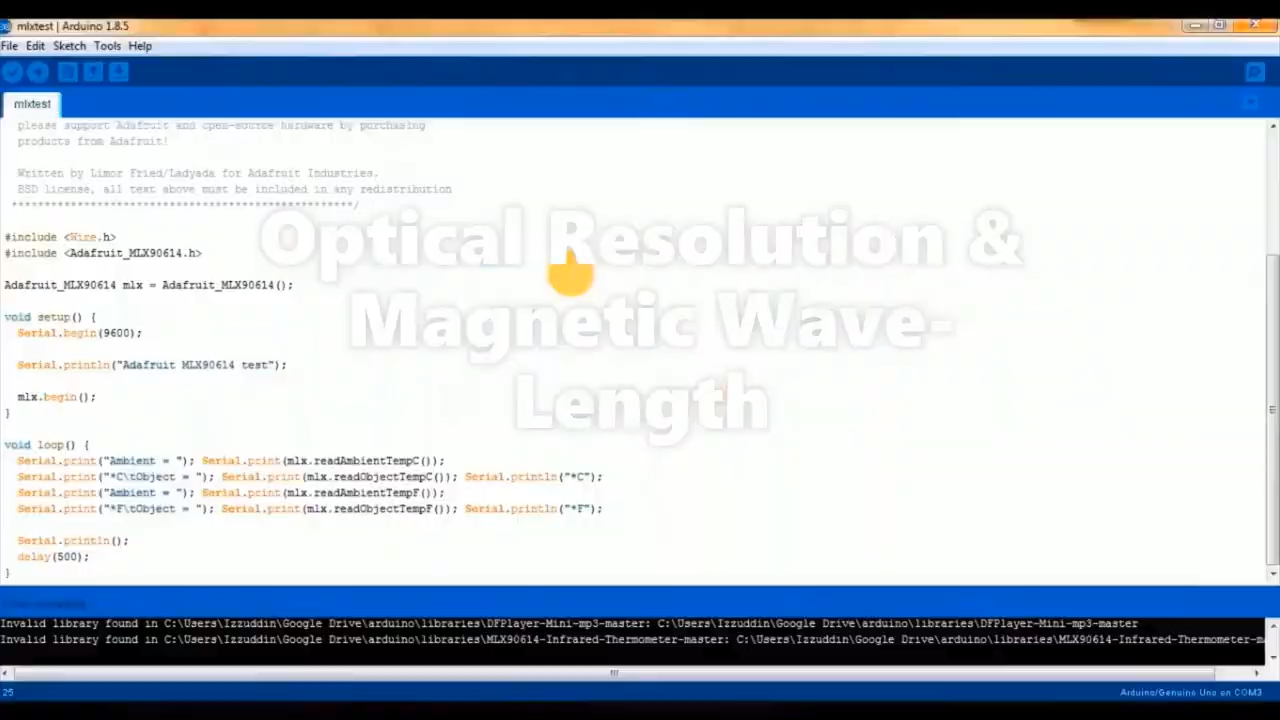 mlxtest | Arduino 1.8.5
File Edit Sketch Tools Help
mlxtest
please support Adafruit and open-source hardware by purchasing
products from Adafruit!
Written by Limor Fried/Ladyada for Adafruit Industries.
BSD license, all text above must be included in any redistribution
****************************************************/
#include <Wire.h>
#include <Adafruit_MLX90614.h>
Adafruit_MLX90614 mlx = Adafruit_MLX90614();
void setup() {
Serial.begin(9600);
Serial.println("Adafruit MLX90614 test");
mlx.begin();
}
void loop() {
Serial.print("Ambient = "); Serial.print(mlx.readAmbientTempC());
Serial.print("*C\tObject = "); Serial.print(mlx.readObjectTempC()); Serial.println("*C");
Serial.print("Ambient = "); Serial.print(mlx.readAmbientTempF());
Serial.print("*F\tObject = "); Serial.print(mlx.readObjectTempF()); Serial.println("*F");
Serial.println();
delay(500);
}
Optical Resolution &
Magnetic Wave-
Length
Invalid library found in C:\Users\Izzuddin\Google Drive\arduino\libraries\DFPlayer-Mini-mp3-master: C:\Users\Izzuddin\Google Drive\arduino\libraries\DFPlayer-Mini-mp3-master
Invalid library found in C:\Users\Izzuddin\Google Drive\arduino\libraries\MLX90614-Infrared-Thermometer-master: C:\Users\Izzuddin\Google Drive\arduino\libraries\MLX90614-Infrared-Thermometer-ma
25
Arduino/Genuino Uno on COM3